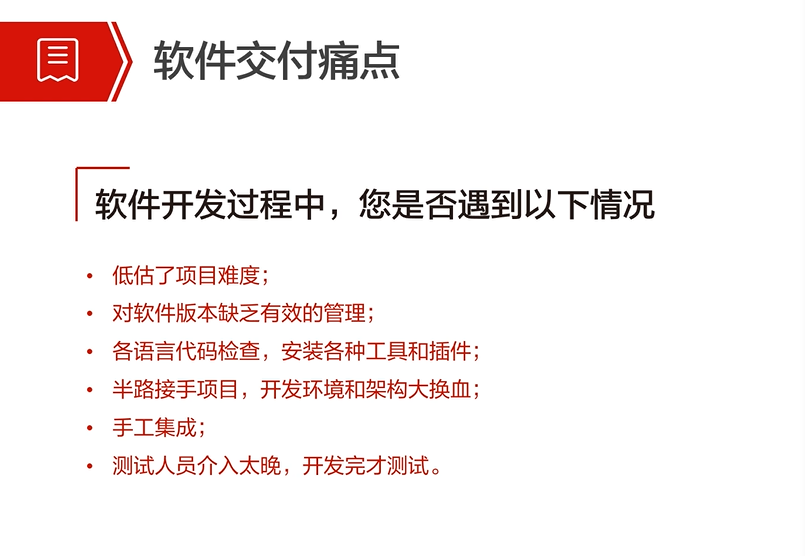 软件交付痛点
软件开发过程中，您是否遇到以下情况
• 低估了项目难度；
• 对软件版本缺乏有效的管理；
• 各语言代码检查，安装各种工具和插件；
• 半路接手项目，开发环境和架构大换血；
• 手工集成；
• 测试人员介入太晚，开发完才测试。